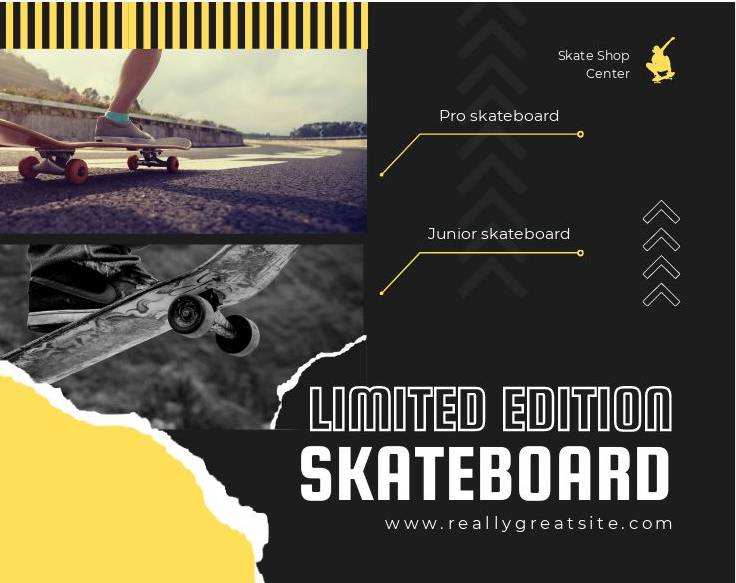 Skate Shop
Center
Pro skateboard
Junior skateboard
LIMITED EDITION
SKATEBOARD
www.reallygreatsite.com